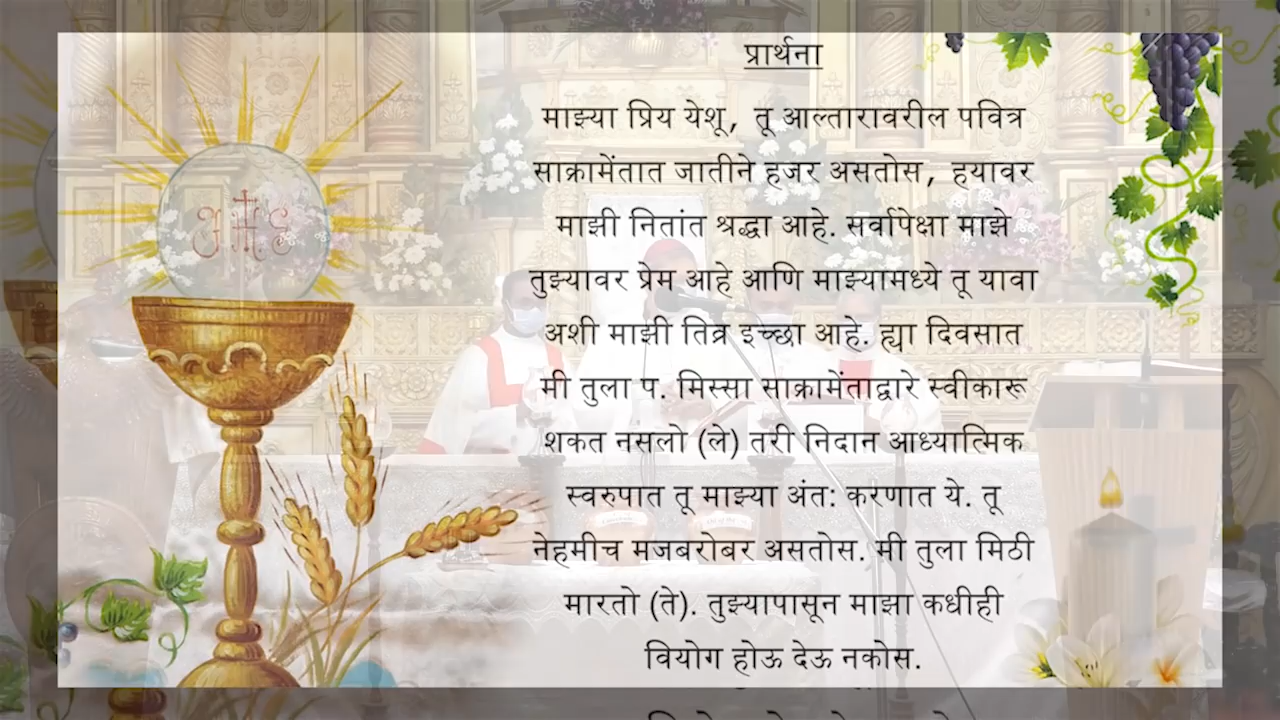 प्रार्थना
माझ्या प्रिय येशू, तू आल्तारावरील पवित्र
साक्रामेंतात जातीने हजर असतोस, हयावर
माझी नितांत श्रद्धा आहे. सर्वापेक्षा माझे
तुझ्यावर प्रेम आहे आणि माझ्यामध्ये तू यावा
अशी माझी तिव्र इच्छा आहे. ह्या दिवसात
मी तुला प. मिस्सा साक्रामेंताद्वारे स्वीकारू
शकत नसलो (ले) तरी निदान आध्यात्मिक
स्वरुपात तू माझ्या अंत: करणात ये. तू
नेहमीच मजबरोबर असतोस. मी तुला मिठी
मारतो (ते). तुझ्यापासून माझा कधीही
वियोग होऊ देऊ नकोस.